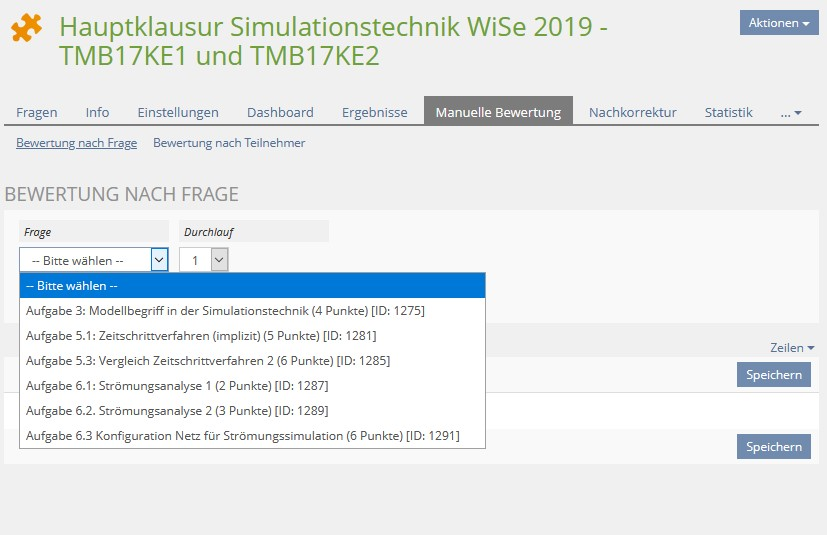 Hauptklausur Simulationstechnik WiSe 2019 -
TMB17KE1 und TMB17KE2
Aktionen
Fragen Info Einstellungen Dashboard Ergebnisse Manuelle Bewertung Nachkorrektur Statistik ...
Bewertung nach Frage Bewertung nach Teilnehmer
BEWERTUNG NACH FRAGE
Frage Durchlauf
-- Bitte wählen -- 1
-- Bitte wählen --
Aufgabe 3: Modellbegriff in der Simulationstechnik (4 Punkte) [ID: 1275]
Aufgabe 5.1: Zeitschrittverfahren (implizit) (5 Punkte) [ID: 1281]
Aufgabe 5.3: Vergleich Zeitschrittverfahren 2 (6 Punkte) [ID: 1285]
Aufgabe 6.1: Strömungsanalyse 1 (2 Punkte) [ID: 1287]
Aufgabe 6.2. Strömungsanalyse 2 (3 Punkte) [ID: 1289]
Aufgabe 6.3 Konfiguration Netz für Strömungssimulation (6 Punkte) [ID: 1291]
Zeilen
Speichern
Speichern